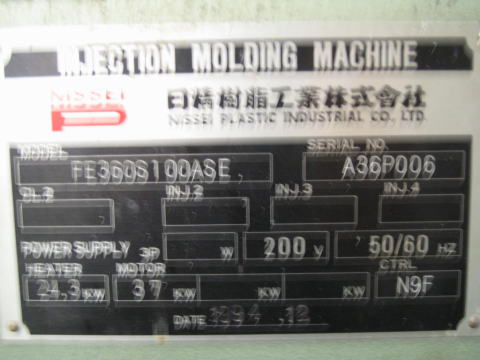 INJECTION MOLDING MACHINE
NISSEI
日精樹脂工業株式会社
NISSEI PLASTIC INDUSTRIAL CO., LTD.
MODEL SERIAL NO.
FE360S100ASE A36P006
INJ.2 INJ.3 INJ.4
POWER SUPPLY 3P W 200 V 50/60 HZ
HEATER MOTOR CTRL
24.3 KW 37 KW KW KW N9F
DATE 1994.12